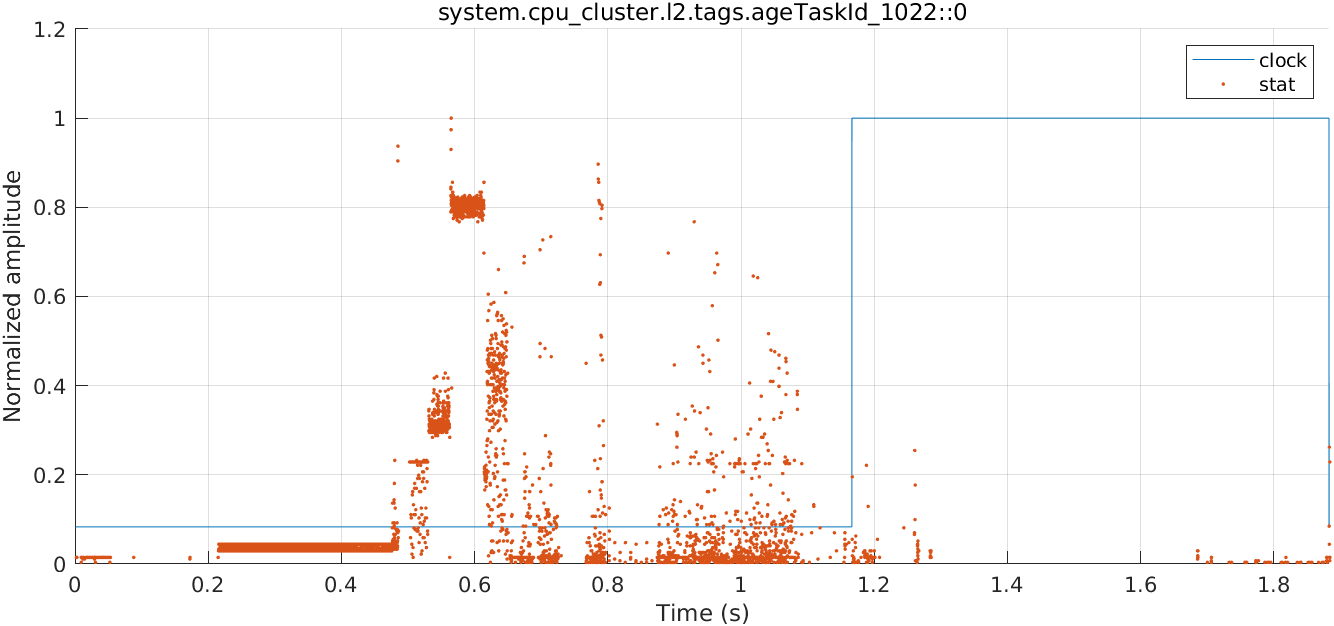 system.cpu_cluster.l2.tags.ageTaskId_1022::0
Normalized amplitude
1.2
1
0.8
0.6
0.4
0.2
0
clock
stat
0 0.2 0.4 0.6 0.8 1 1.2 1.4 1.6 1.8
Time (s)